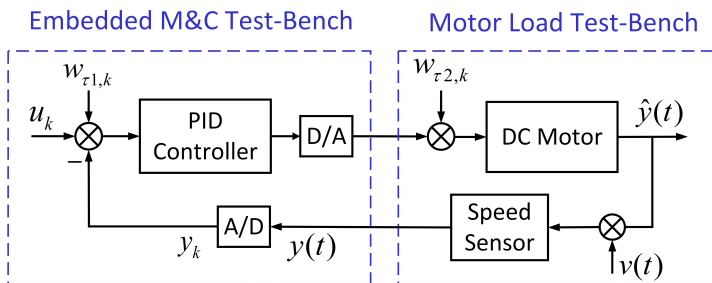 Embedded M&C Test-Bench
Motor Load Test-Bench
w_{τ1,k}
w_{τ2,k}
u_k
−
PID
Controller
D/A
DC Motor
ŷ(t)
Speed
Sensor
A/D
y_k
y(t)
v(t)